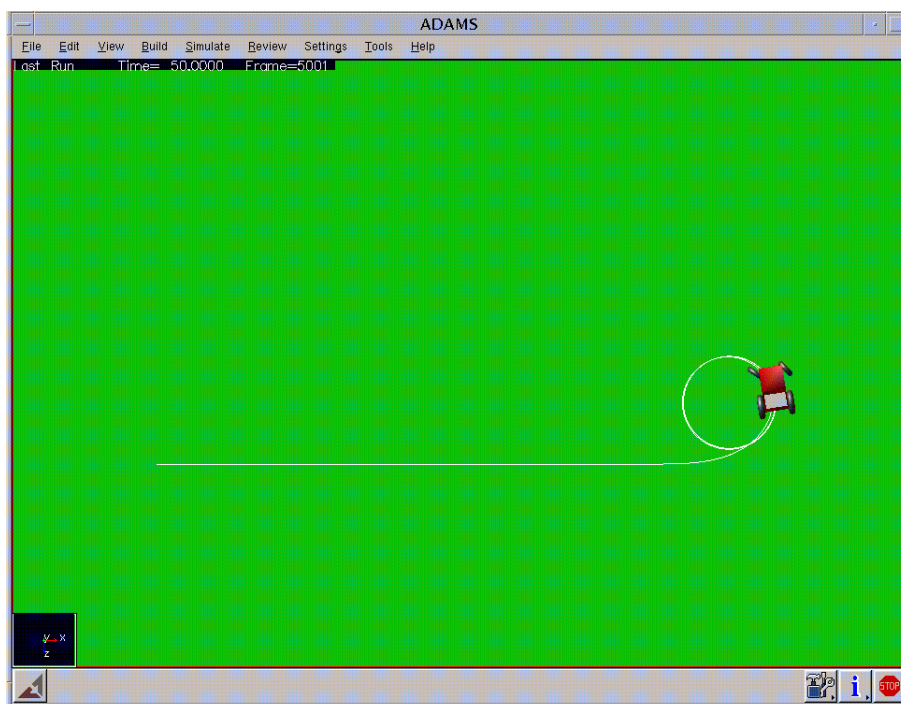 ADAMS
File Edit View Build Simulate Review Settings Tools Help
Last Run Time= 50.0000 Frame=5001
y x
z
i STOP